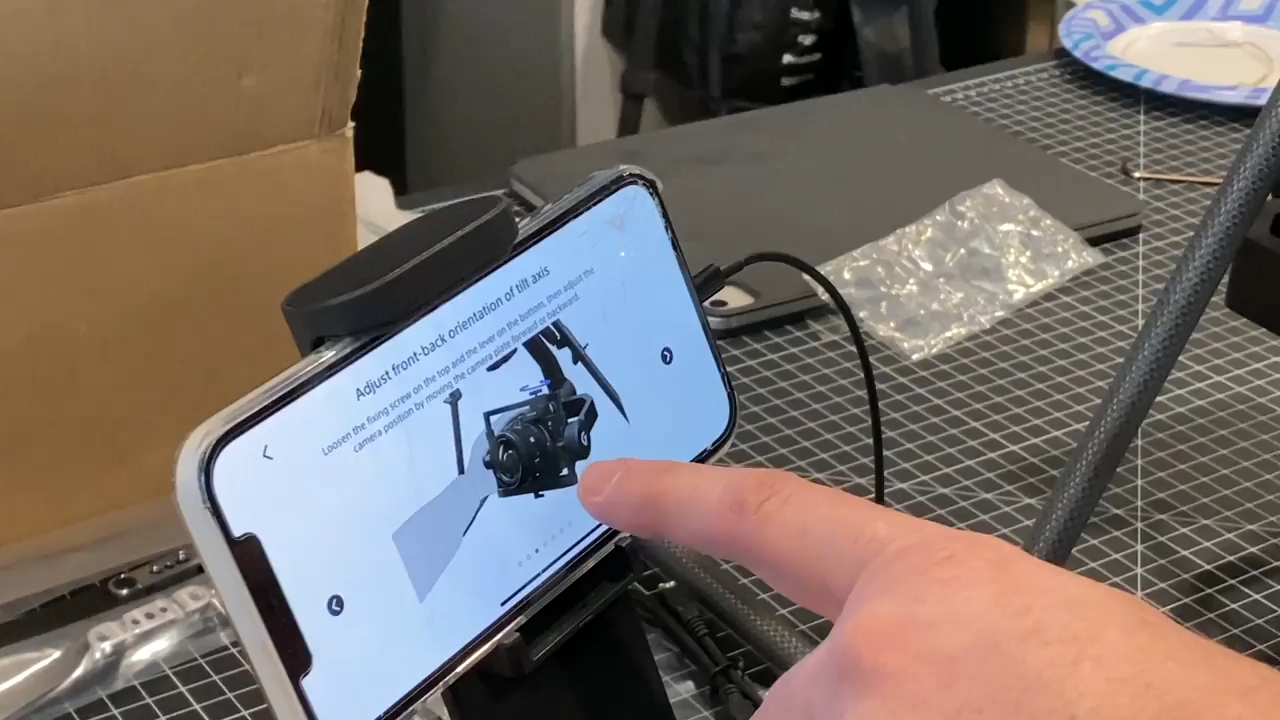 Adjust front-back orientation of tilt axis
Loosen the fixing screw on the top and the lever on the bottom, then adjust the
camera position by moving the camera plate forward or backward.